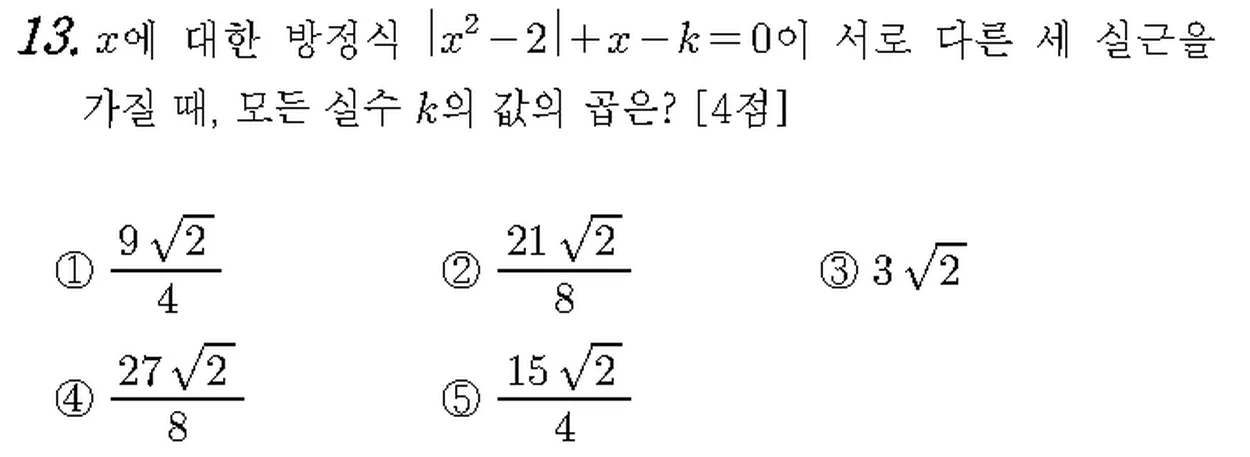 13. x에 대한 방정식 |x²-2|+x-k=0이 서로 다른 세 실근을
가질 때, 모든 실수 k의 값의 곱은? [4점]
① 9√2/4 ② 21√2/8 ③ 3√2
④ 27√2/8 ⑤ 15√2/4